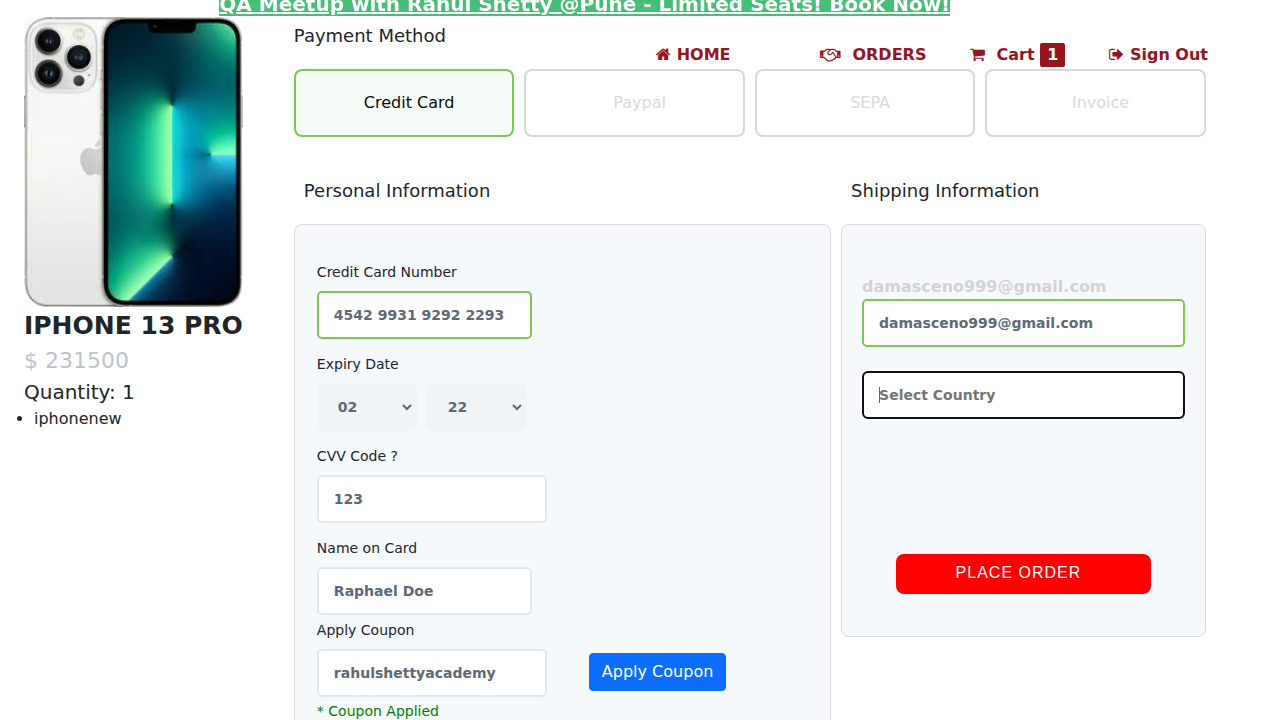 QA Meetup with Rahul Shetty @Pune - Limited Seats! Book Now!
Payment Method
HOME
ORDERS
Cart 1
Sign Out
Credit Card
Paypal
SEPA
Invoice
IPHONE 13 PRO
$ 231500
Quantity: 1
iphonenew
Personal Information
Credit Card Number
4542 9931 9292 2293
Expiry Date
02 22
CVV Code ?
123
Name on Card
Raphael Doe
Apply Coupon
rahulshettyacademy
Apply Coupon
* Coupon Applied
Shipping Information
damasceno999@gmail.com
damasceno999@gmail.com
Select Country
PLACE ORDER